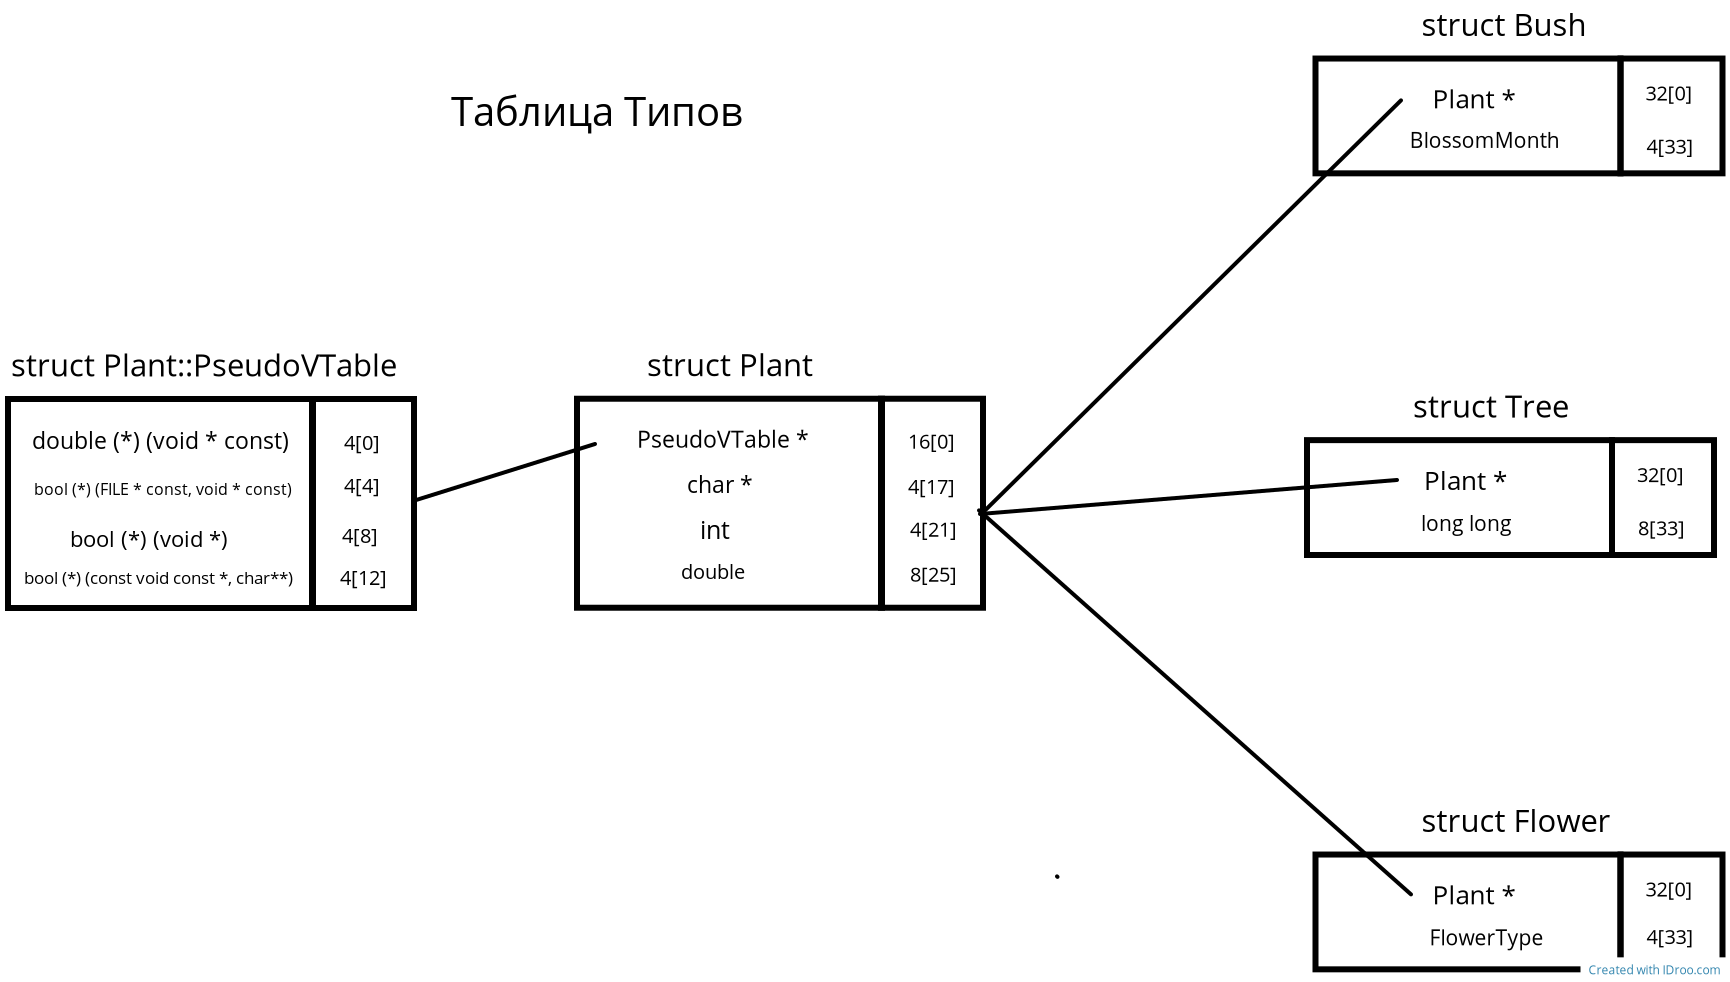 Таблица Типов
struct Plant::PseudoVTable
double (*) (void * const) 4[0]
bool (*) (FILE * const, void * const) 4[4]
bool (*) (void *) 4[8]
bool (*) (const void const *, char**) 4[12]
struct Plant
PseudoVTable * 16[0]
char * 4[17]
int 4[21]
double 8[25]
struct Bush
Plant * 32[0]
BlossomMonth 4[33]
struct Tree
Plant * 32[0]
long long 8[33]
struct Flower
Plant * 32[0]
FlowerType 4[33]
Created with IDroo.com